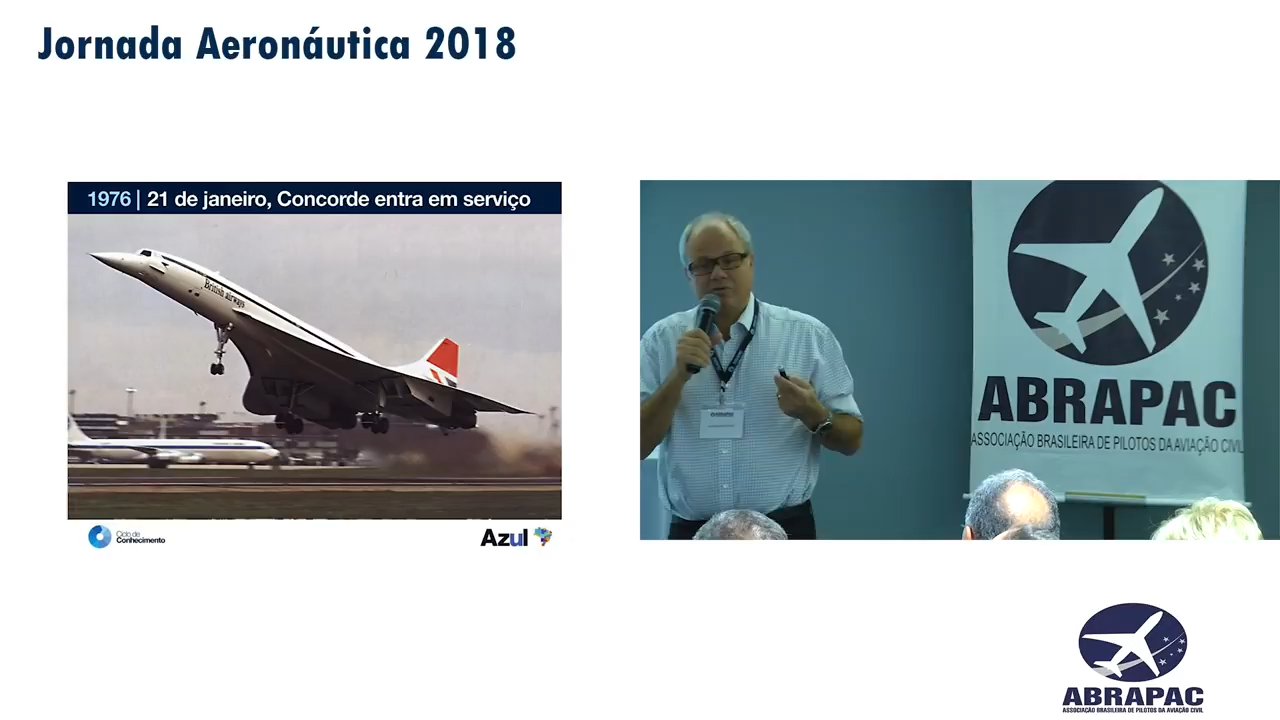 Jornada Aeronáutica 2018
1976 | 21 de janeiro, Concorde entra em serviço
British airways
Ciclo de
Conhecimento
Azul
ABRAPAC
ASSOCIAÇÃO BRASILEIRA DE PILOTOS DA AVIAÇÃO CIVIL
ABRAPAC
ABRAPAC
ASSOCIAÇÃO BRASILEIRA DE PILOTOS DA AVIAÇÃO CIVIL